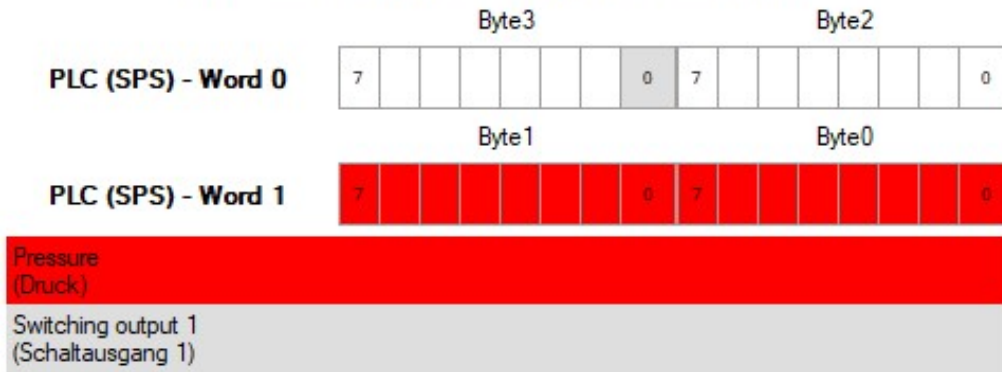 Byte3 Byte2
PLC (SPS) - Word 0 7 0 7 0
Byte1 Byte0
PLC (SPS) - Word 1 7 0 7 0
Pressure
(Druck)
Switching output 1
(Schaltausgang 1)